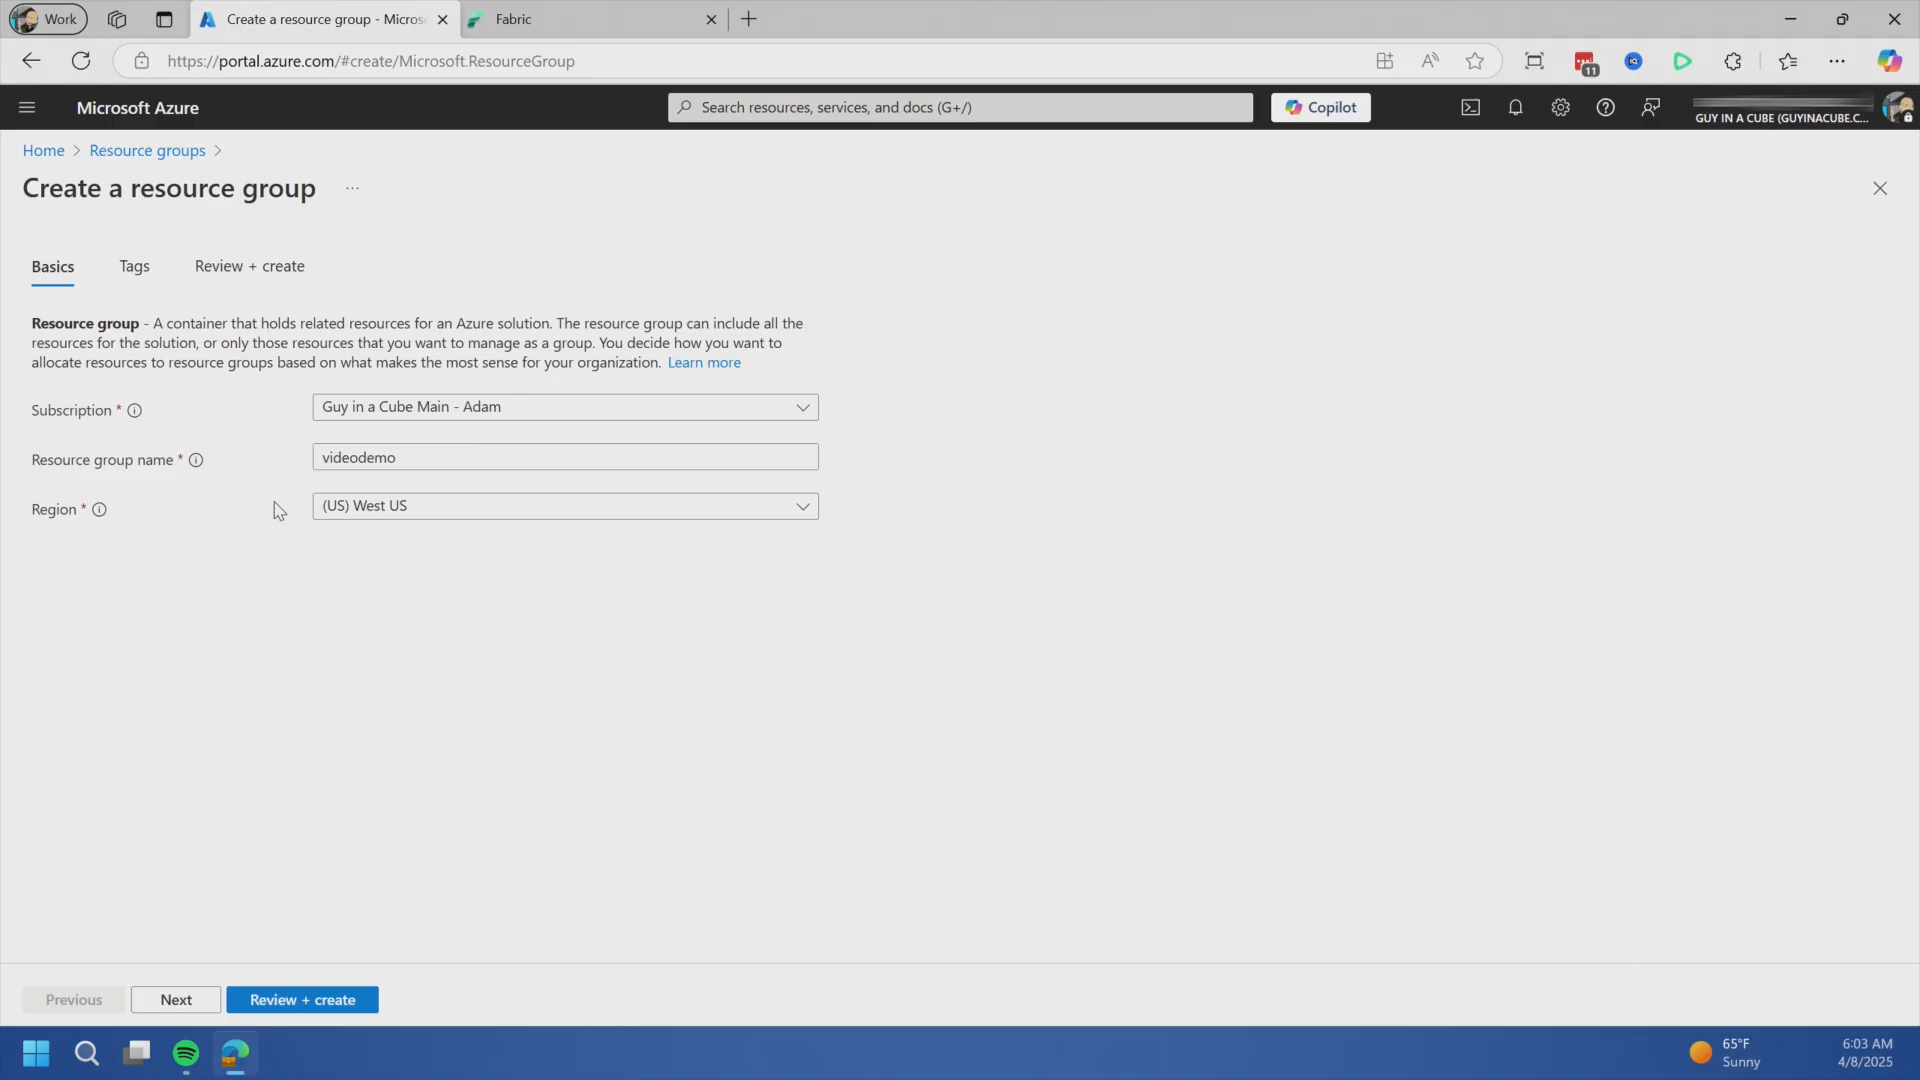 Work
Create a resource group - Micros
Fabric
https://portal.azure.com/#create/Microsoft.ResourceGroup
11
Microsoft Azure
Search resources, services, and docs (G+/)
Copilot
GUY IN A CUBE (GUYINACUBE.C...
Home > Resource groups >
Create a resource group ...
Basics
Tags
Review + create
Resource group - A container that holds related resources for an Azure solution. The resource group can include all the
resources for the solution, or only those resources that you want to manage as a group. You decide how you want to
allocate resources to resource groups based on what makes the most sense for your organization. Learn more
Subscription *
Guy in a Cube Main - Adam
Resource group name *
videodemo
Region *
(US) West US
Previous
Next
Review + create
65°F
Sunny
6:03 AM
4/8/2025